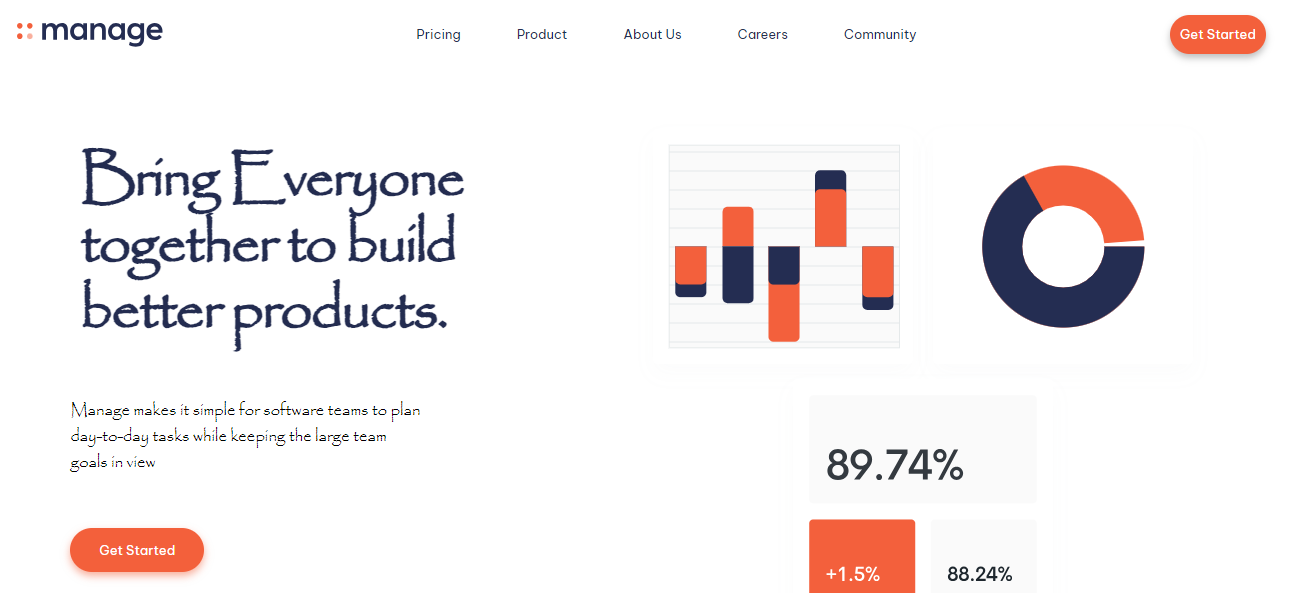 manage
Pricing
Product
About Us
Careers
Community
Get Started
Bring Everyone
together to build
better products.
Manage makes it simple for software teams to plan
day-to-day tasks while keeping the large team
goals in view
Get Started
89.74%
+1.5%
88.24%